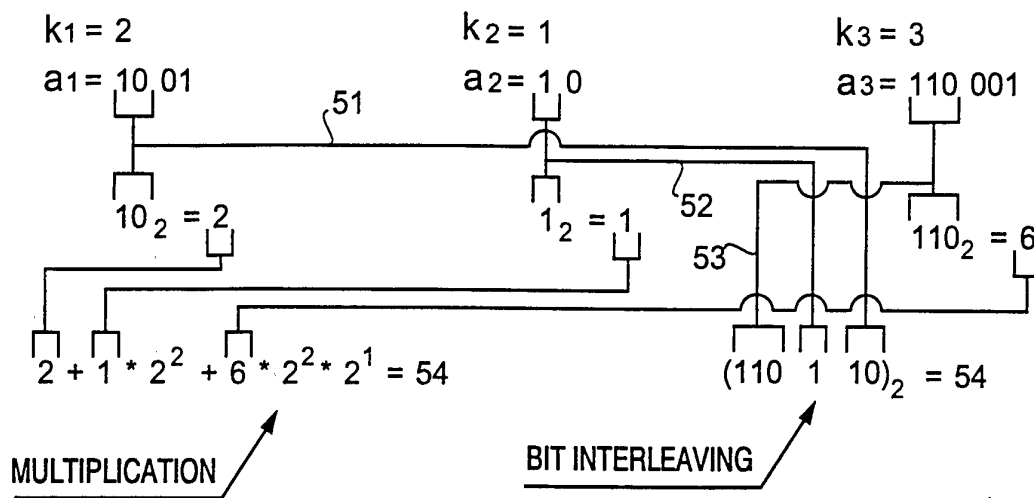 k1 = 2
k2 = 1
k3 = 3
a1 = 10 01
a2 = 1 0
a3 = 110 001
51
52
53
10₂ = 2
1₂ = 1
110₂ = 6
2 + 1 * 2² + 6 * 2² * 2¹ = 54
(110 1 10)₂ = 54
MULTIPLICATION
BIT INTERLEAVING